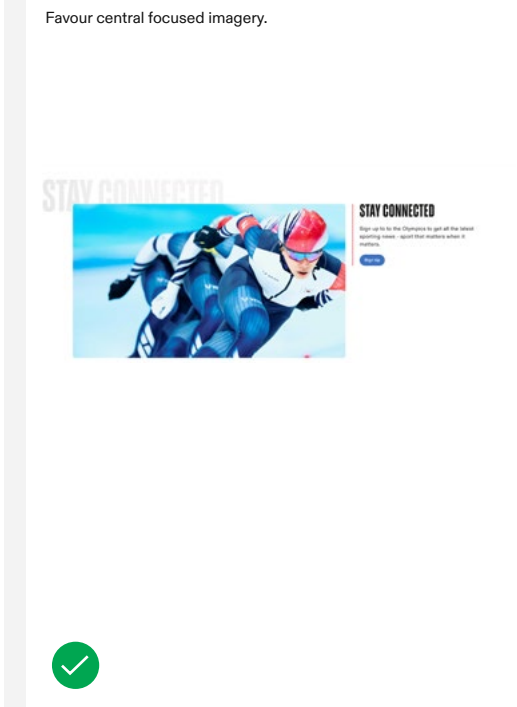 Favour central focused imagery.
STAY CONNECTED
STAY CONNECTED
Sign up to to the Olympics to get all the latest
sporting news - sport that matters when it
matters.
Sign Up